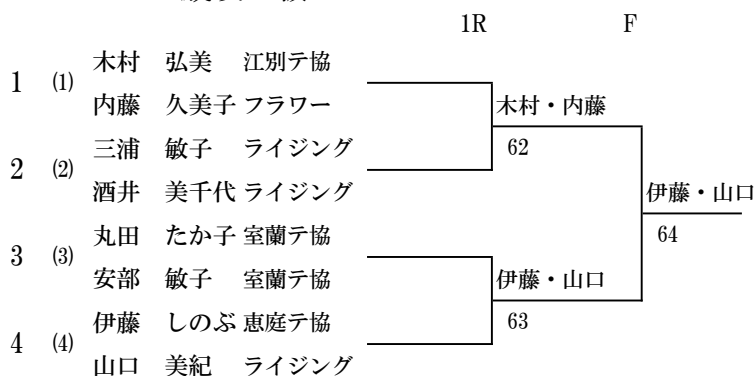 1R F
木村 弘美 江別テ協
1 (1)
内藤 久美子 フラワー
木村・内藤
三浦 敏子 ライジング
62
2 (2)
酒井 美千代 ライジング
伊藤・山口
丸田 たか子 室蘭テ協
64
3 (3)
安部 敏子 室蘭テ協
伊藤・山口
伊藤 しのぶ 恵庭テ協
63
4 (4)
山口 美紀 ライジング